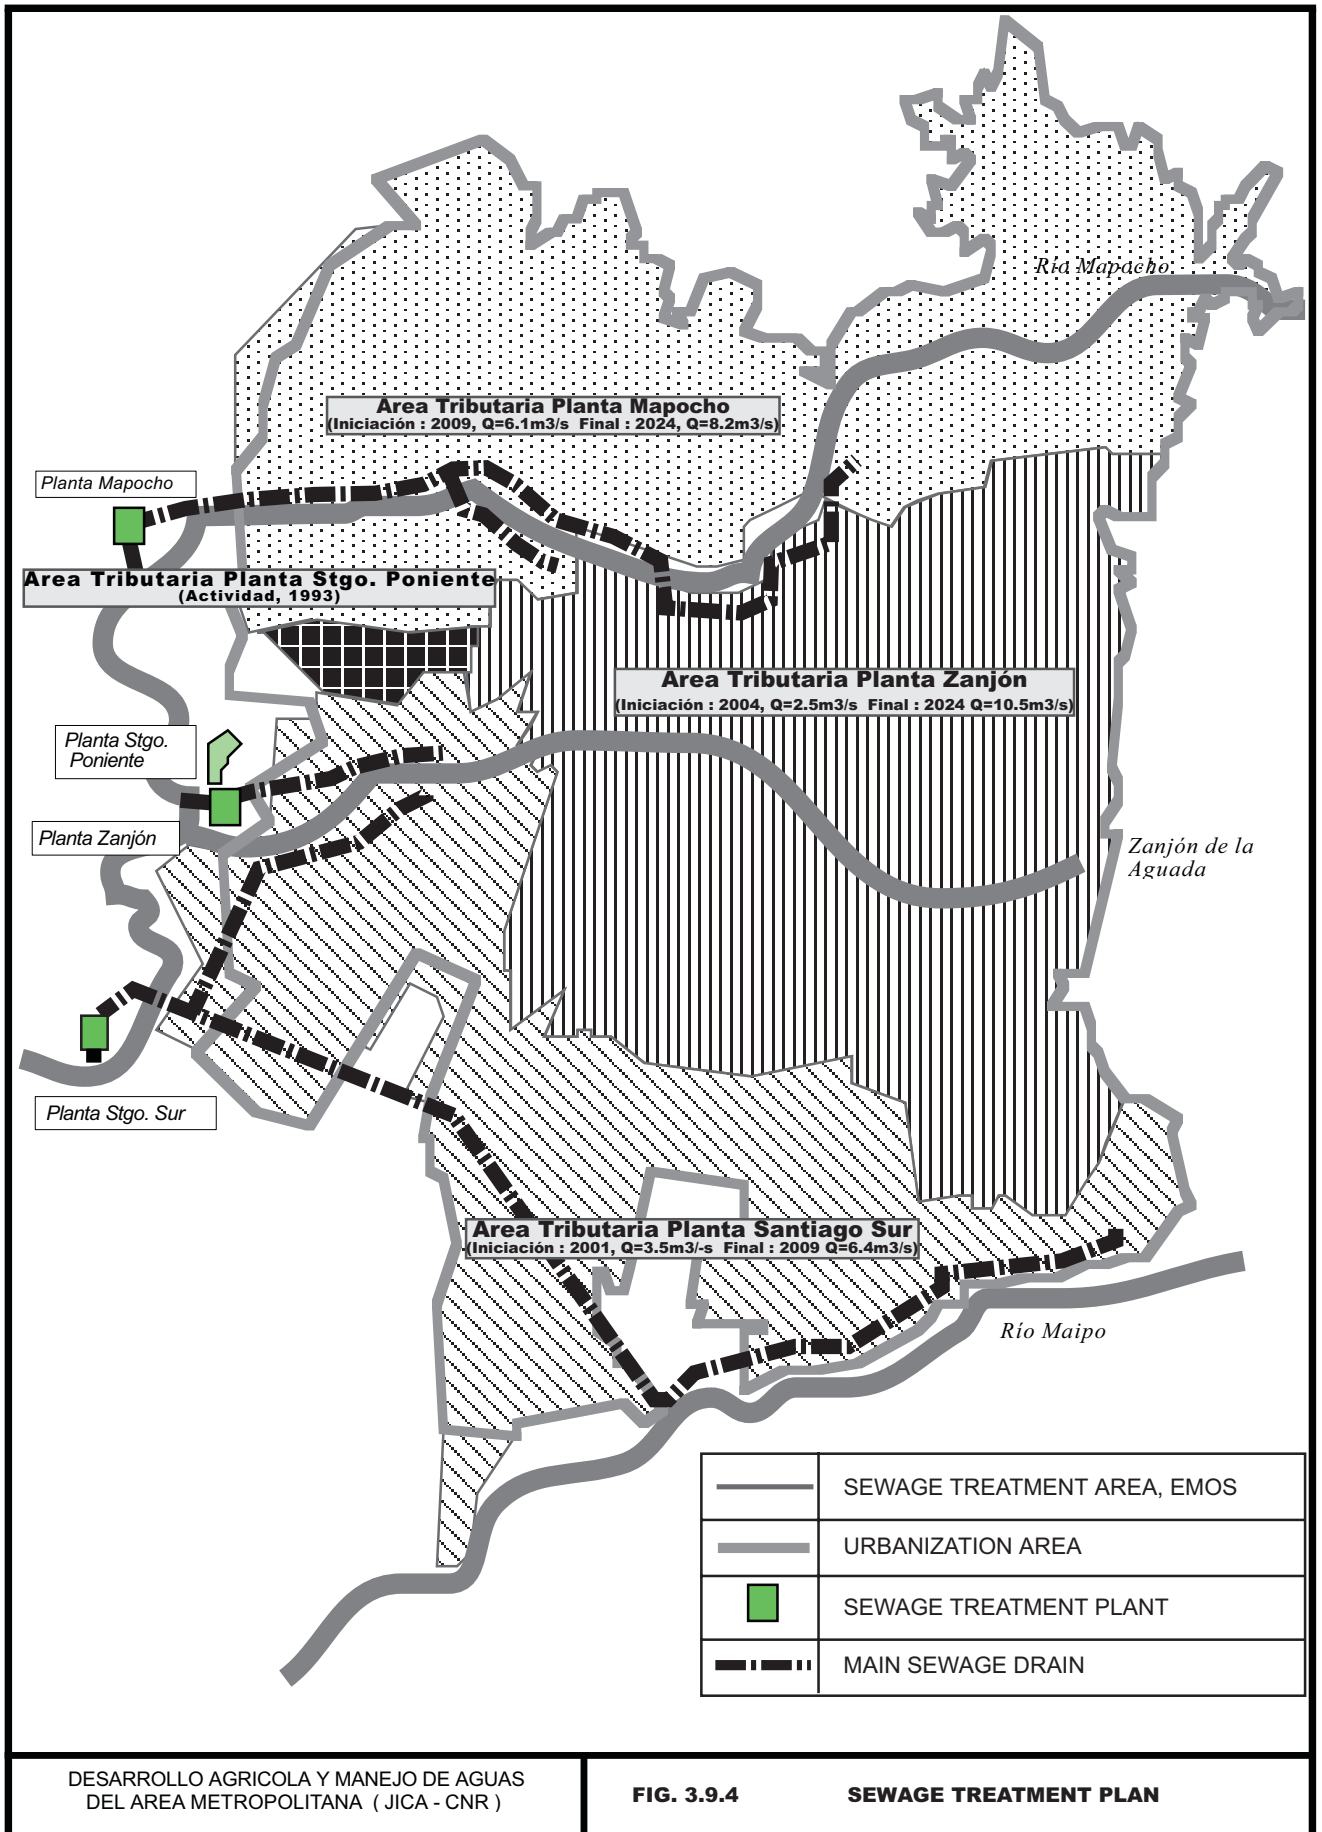 Río Mapocho
Area Tributaria Planta Mapocho
(Iniciación : 2009, Q=6.1m3/s Final : 2024, Q=8.2m3/s)
Planta Mapocho
Area Tributaria Planta Stgo. Poniente
(Actividad, 1993)
Area Tributaria Planta Zanjón
(Iniciación : 2004, Q=2.5m3/s Final : 2024 Q=10.5m3/s)
Planta Stgo.
Poniente
Planta Zanjón
Zanjón de la
Aguada
Planta Stgo. Sur
Area Tributaria Planta Santiago Sur
(Iniciación : 2001, Q=3.5m3/-s Final : 2009 Q=6.4m3/s)
Río Maipo
SEWAGE TREATMENT AREA, EMOS
URBANIZATION AREA
SEWAGE TREATMENT PLANT
MAIN SEWAGE DRAIN
DESARROLLO AGRICOLA Y MANEJO DE AGUAS
DEL AREA METROPOLITANA ( JICA - CNR )
FIG. 3.9.4 SEWAGE TREATMENT PLAN